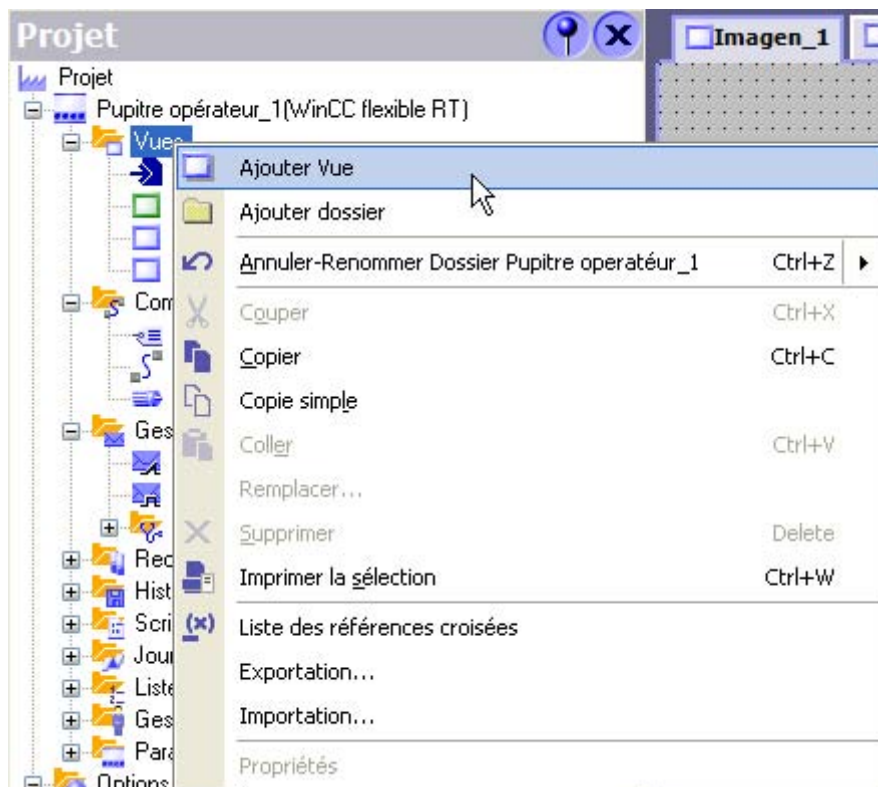 Projet
Imagen_1
Projet
Pupitre opérateur_1(WinCC flexible RT)
Vues
Ajouter Vue
Ajouter dossier
Annuler-Renommer Dossier Pupitre operatéur_1 Ctrl+Z
Couper Ctrl+X
Copier Ctrl+C
Copie simple
Coller Ctrl+V
Remplacer...
Supprimer Delete
Imprimer la sélection Ctrl+W
Liste des références croisées
Exportation...
Importation...
Propriétés
Com
Ges
Rec
Hist
Scri
Jour
Liste
Ges
Para
Options